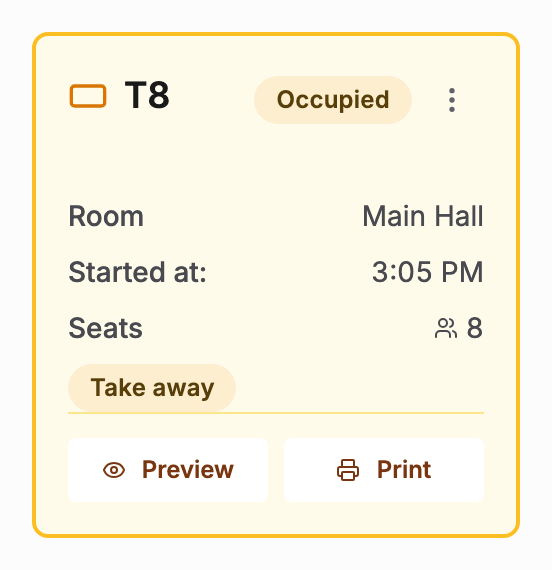 T8 Occupied
Room Main Hall
Started at: 3:05 PM
Seats 8
Take away
Preview Print